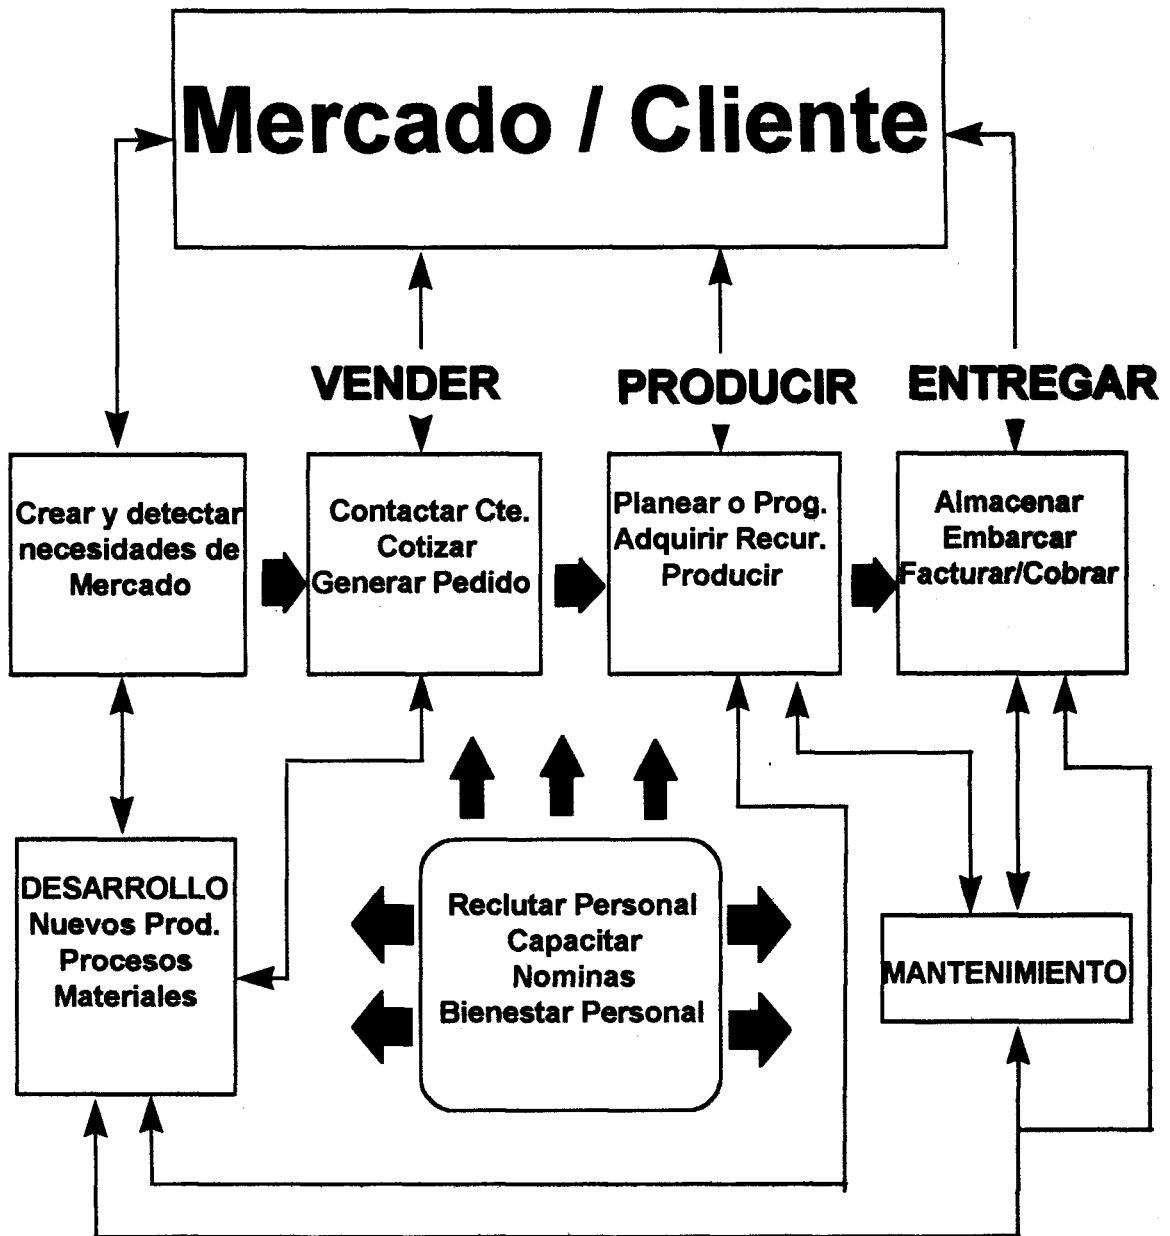 Mercado / Cliente
VENDER
PRODUCIR
ENTREGAR
Crear y detectar
necesidades de
Mercado
Contactar Cte.
Cotizar
Generar Pedido
Planear o Prog.
Adquirir Recur.
Producir
Almacenar
Embarcar
Facturar/Cobrar
DESARROLLO
Nuevos Prod.
Procesos
Materiales
Reclutar Personal
Capacitar
Nominas
Bienestar Personal
MANTENIMIENTO